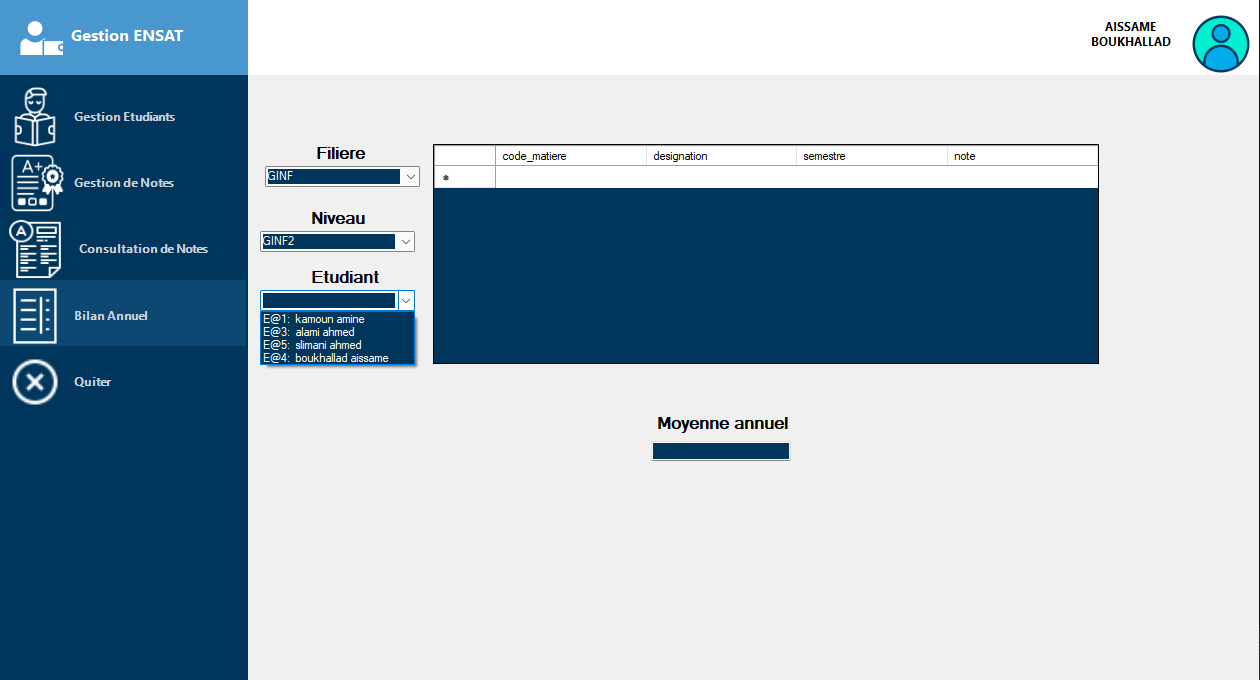 Gestion ENSAT
AISSAME
BOUKHALLAD
Gestion Etudiants
A+
Gestion de Notes
A
Consultation de Notes
Bilan Annuel
Quiter
Filiere
GINF
Niveau
GINF2
Etudiant
E@1: kamoun amine
E@3: alami ahmed
E@5: slimani ahmed
E@4: boukhallad aissame
code_matiere designation semestre note
Moyenne annuel